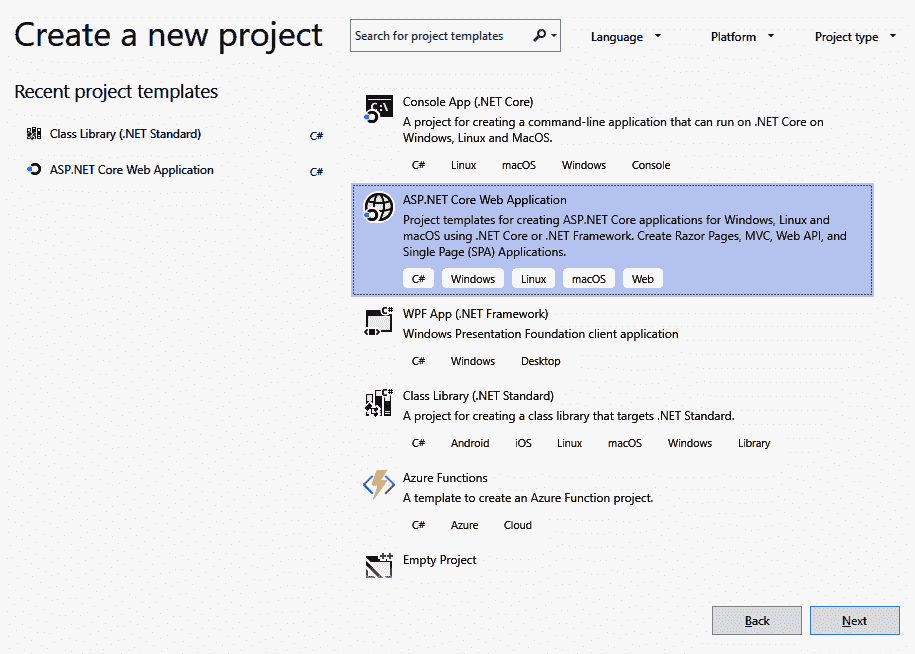 Create a new project
Search for project templates
Language
Platform
Project type
Recent project templates
Class Library (.NET Standard)
C#
ASP.NET Core Web Application
C#
C:\
Console App (.NET Core)
A project for creating a command-line application that can run on .NET Core on
Windows, Linux and MacOS.
C# Linux macOS Windows Console
ASP.NET Core Web Application
Project templates for creating ASP.NET Core applications for Windows, Linux and
macOS using .NET Core or .NET Framework. Create Razor Pages, MVC, Web API, and
Single Page (SPA) Applications.
C# Windows Linux macOS Web
C#
WPF App (.NET Framework)
Windows Presentation Foundation client application
C# Windows Desktop
C#
Class Library (.NET Standard)
A project for creating a class library that targets .NET Standard.
C# Android iOS Linux macOS Windows Library
Azure Functions
A template to create an Azure Function project.
C# Azure Cloud
Empty Project
Back
Next